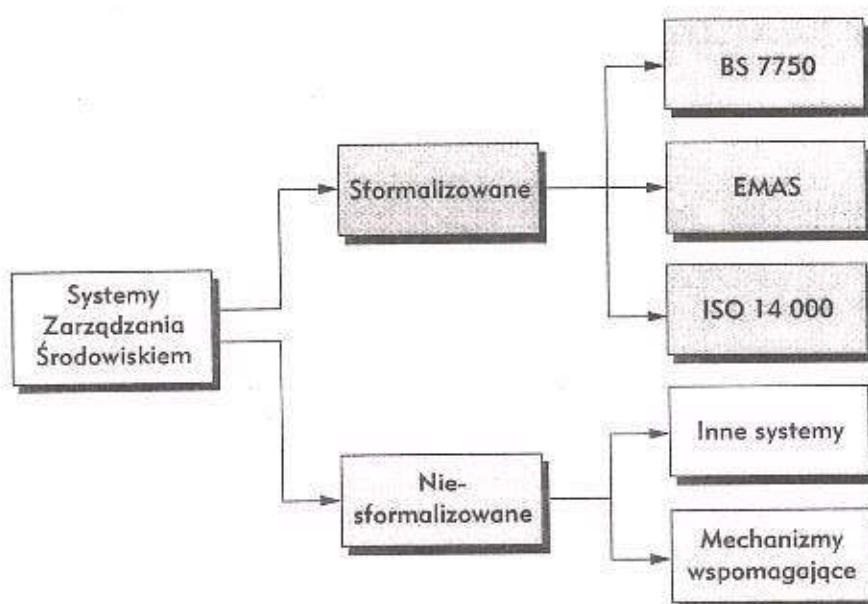 BS 7750
Sformalizowane
EMAS
Systemy
Zarządzania
Środowiskiem
ISO 14 000
Inne systemy
Nie-
sformalizowane
Mechanizmy
wspomagające